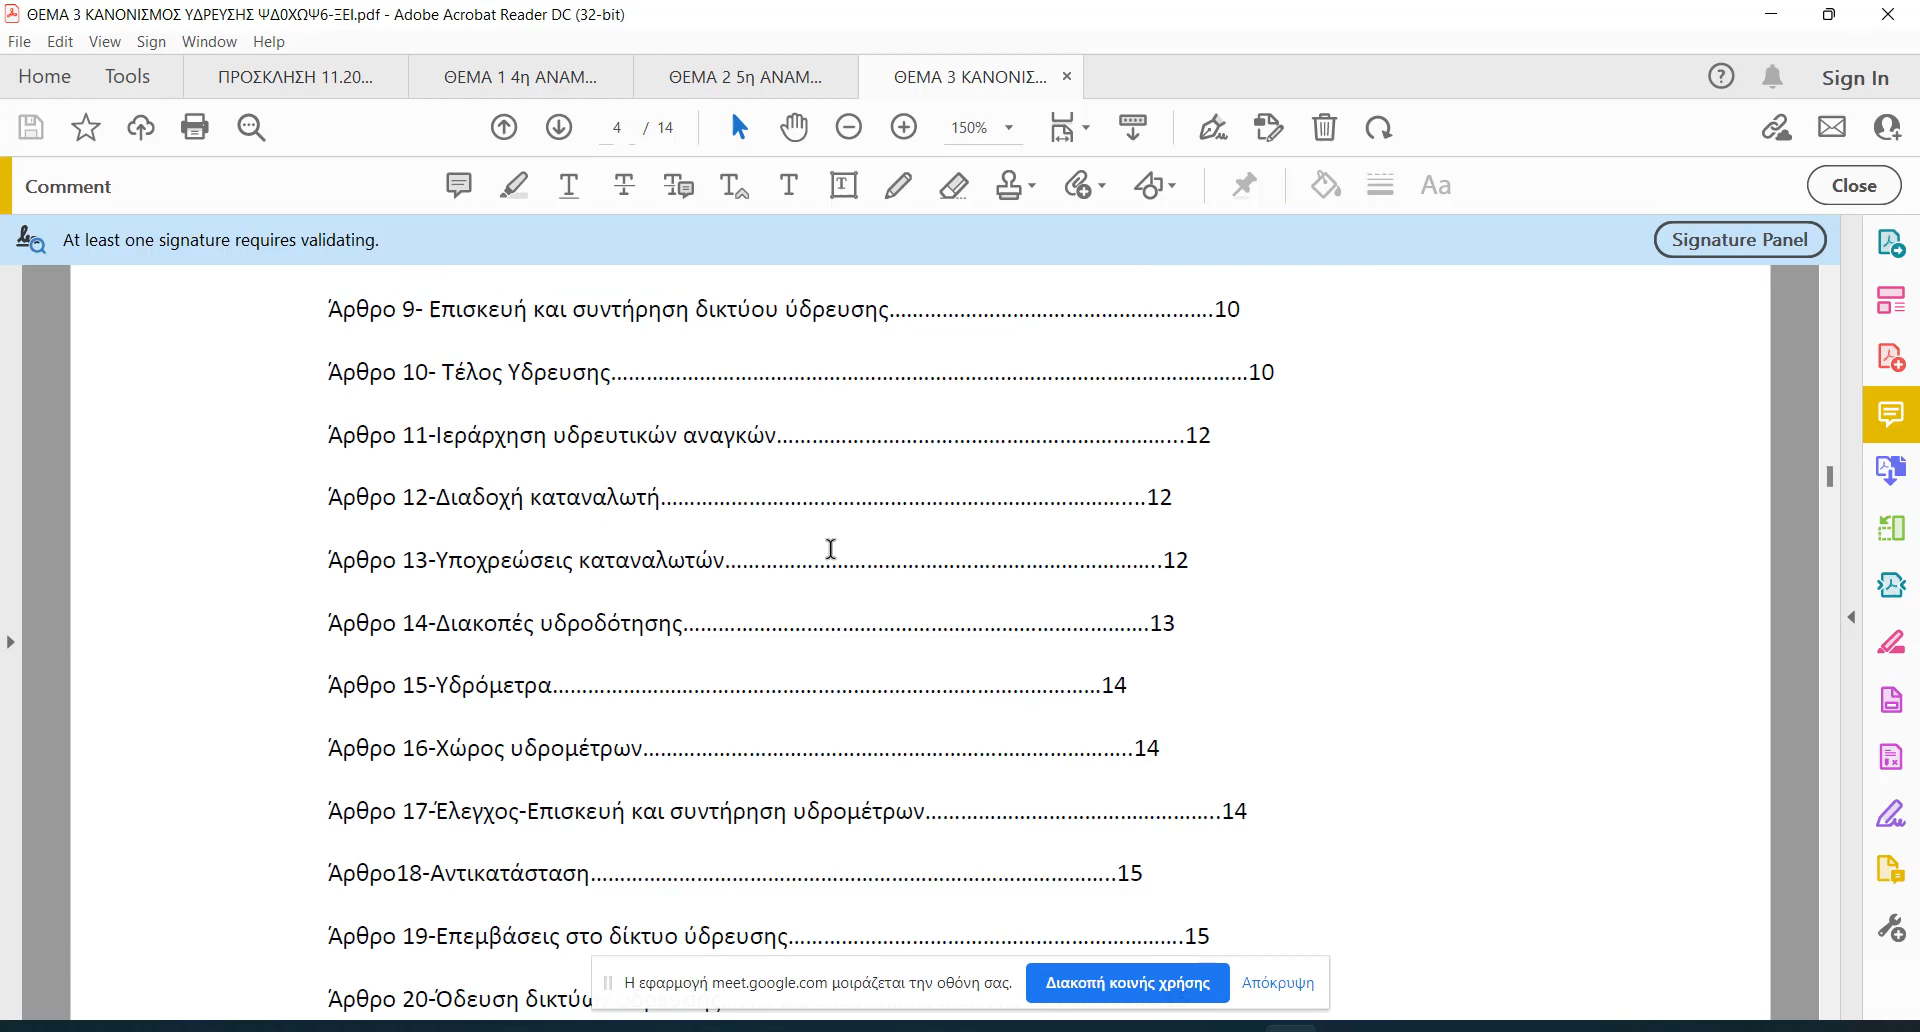 ΘΕΜΑ 3 ΚΑΝΟΝΙΣΜΟΣ ΥΔΡΕΥΣΗΣ ΨΔ0ΧΩΨ6-ΞΕΙ.pdf - Adobe Acrobat Reader DC (32-bit)
File Edit View Sign Window Help
Home Tools ΠΡΟΣΚΛΗΣΗ 11.20... ΘΕΜΑ 1 4η ΑΝΑΜ... ΘΕΜΑ 2 5η ΑΝΑΜ... ΘΕΜΑ 3 ΚΑΝΟΝΙΣ... × Sign In
4 / 14 150%
Comment Aa Close
At least one signature requires validating. Signature Panel
Άρθρο 9- Επισκευή και συντήρηση δικτύου ύδρευσης......................................................10
Άρθρο 10- Τέλος Υδρευσης..........................................................................................................10
Άρθρο 11-Ιεράρχηση υδρευτικών αναγκών....................................................................12
Άρθρο 12-Διαδοχή καταναλωτή.................................................................................12
Άρθρο 13-Υποχρεώσεις καταναλωτών.........................................................................12
Άρθρο 14-Διακοπές υδροδότησης..............................................................................13
Άρθρο 15-Υδρόμετρα............................................................................................14
Άρθρο 16-Χώρος υδρομέτρων..................................................................................14
Άρθρο 17-Έλεγχος-Επισκευή και συντήρηση υδρομέτρων.................................................14
Άρθρο18-Αντικατάσταση........................................................................................15
Άρθρο 19-Επεμβάσεις στο δίκτυο ύδρευσης..................................................................15
Άρθρο 20-Όδευση δικτύω
Η εφαρμογή meet.google.com μοιράζεται την οθόνη σας. Διακοπή κοινής χρήσης Απόκρυψη